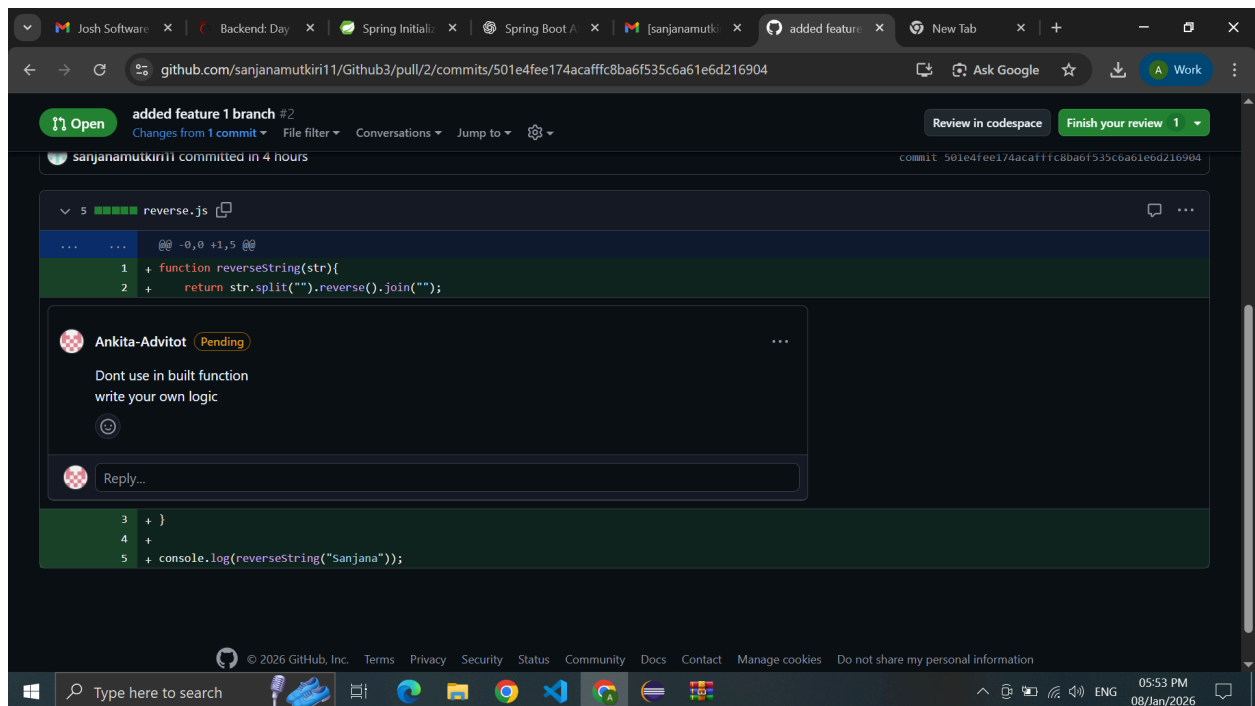 Josh Software
Backend: Day
Spring Initializ
Spring Boot A
[sanjanamutki
added feature
New Tab
github.com/sanjanamutkiri11/Github3/pull/2/commits/501e4fee174acafffc8ba6f535c6a61e6d216904
Ask Google
A Work
Open
added feature 1 branch #2
Changes from 1 commit
File filter
Conversations
Jump to
Review in codespace
Finish your review 1
sanjanamutkiri11 committed in 4 hours
commit 501e4fee174acafffc8ba6f535c6a61e6d216904
5 reverse.js
... ... @@ -0,0 +1,5 @@
1 + function reverseString(str){
2 + return str.split("").reverse().join("");
Ankita-Advitot Pending
Dont use in built function
write your own logic
Reply...
3 + }
4 +
5 + console.log(reverseString("Sanjana"));
© 2026 GitHub, Inc. Terms Privacy Security Status Community Docs Contact Manage cookies Do not share my personal information
Type here to search
ENG
05:53 PM
08/Jan/2026